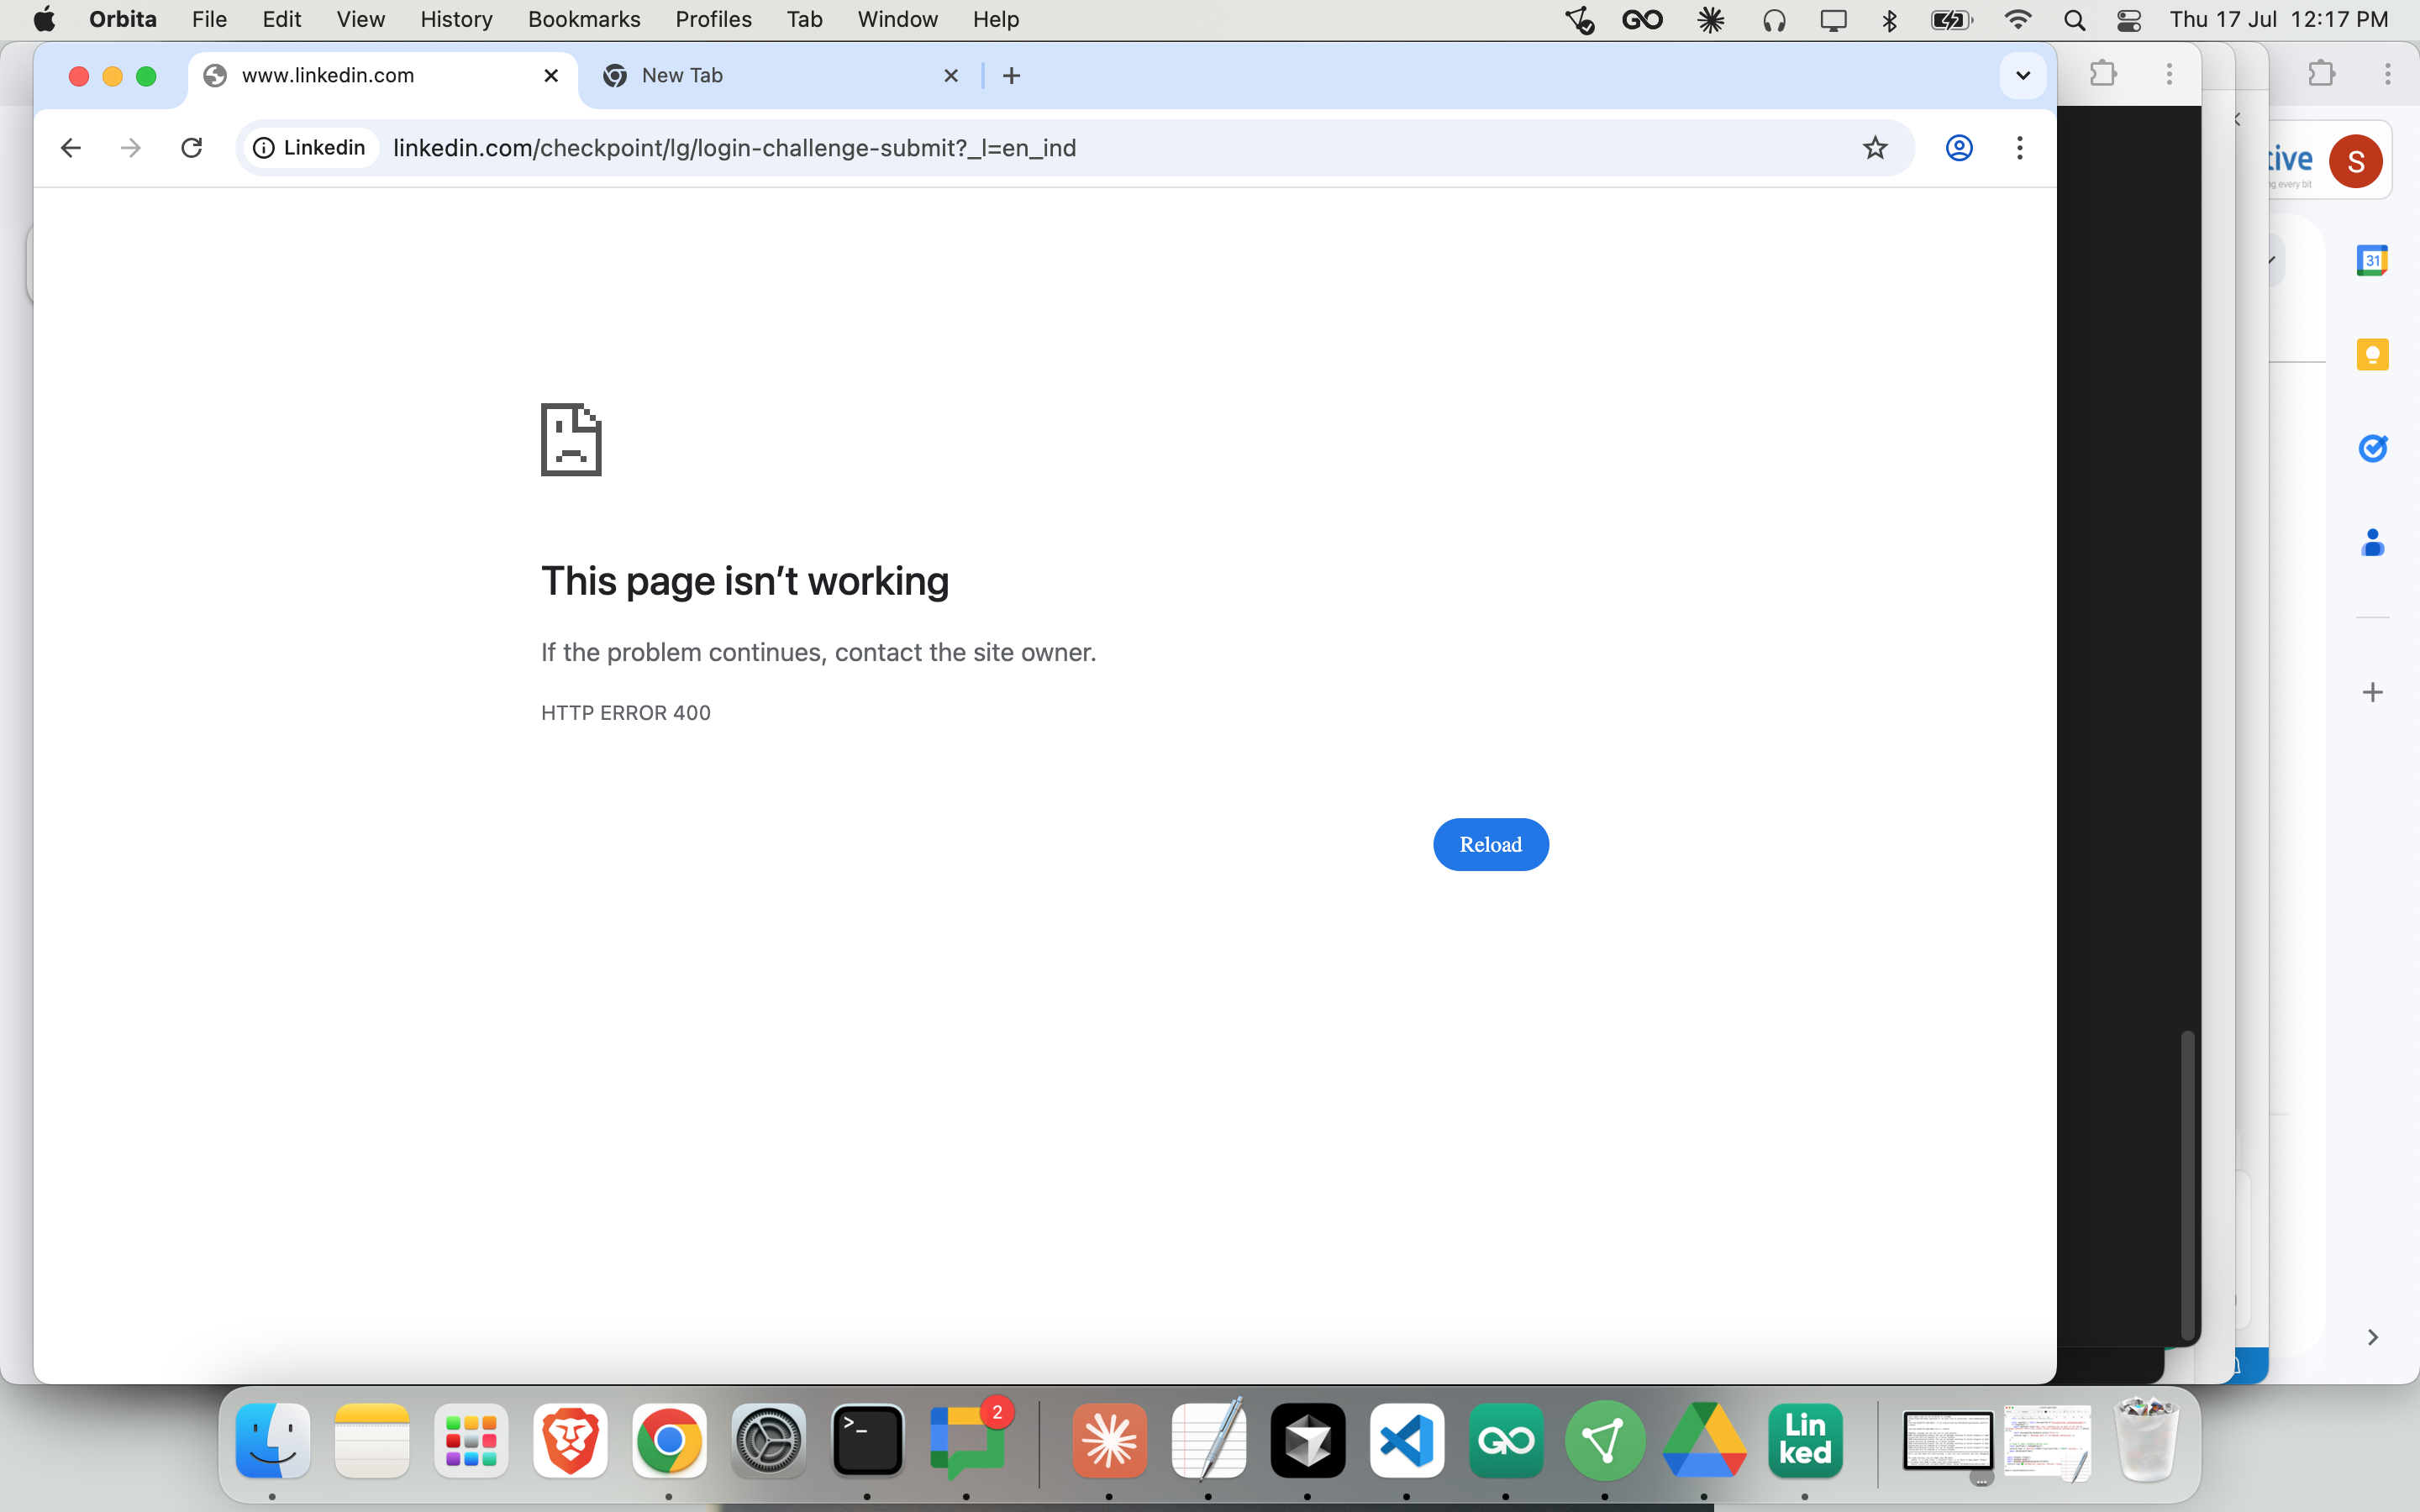 Orbita File Edit View History Bookmarks Profiles Tab Window Help Thu 17 Jul 12:17 PM
www.linkedin.com New Tab
Linkedin linkedin.com/checkpoint/lg/login-challenge-submit?_l=en_ind
S
31
This page isn’t working
If the problem continues, contact the site owner.
HTTP ERROR 400
Reload
2
Lin
ked